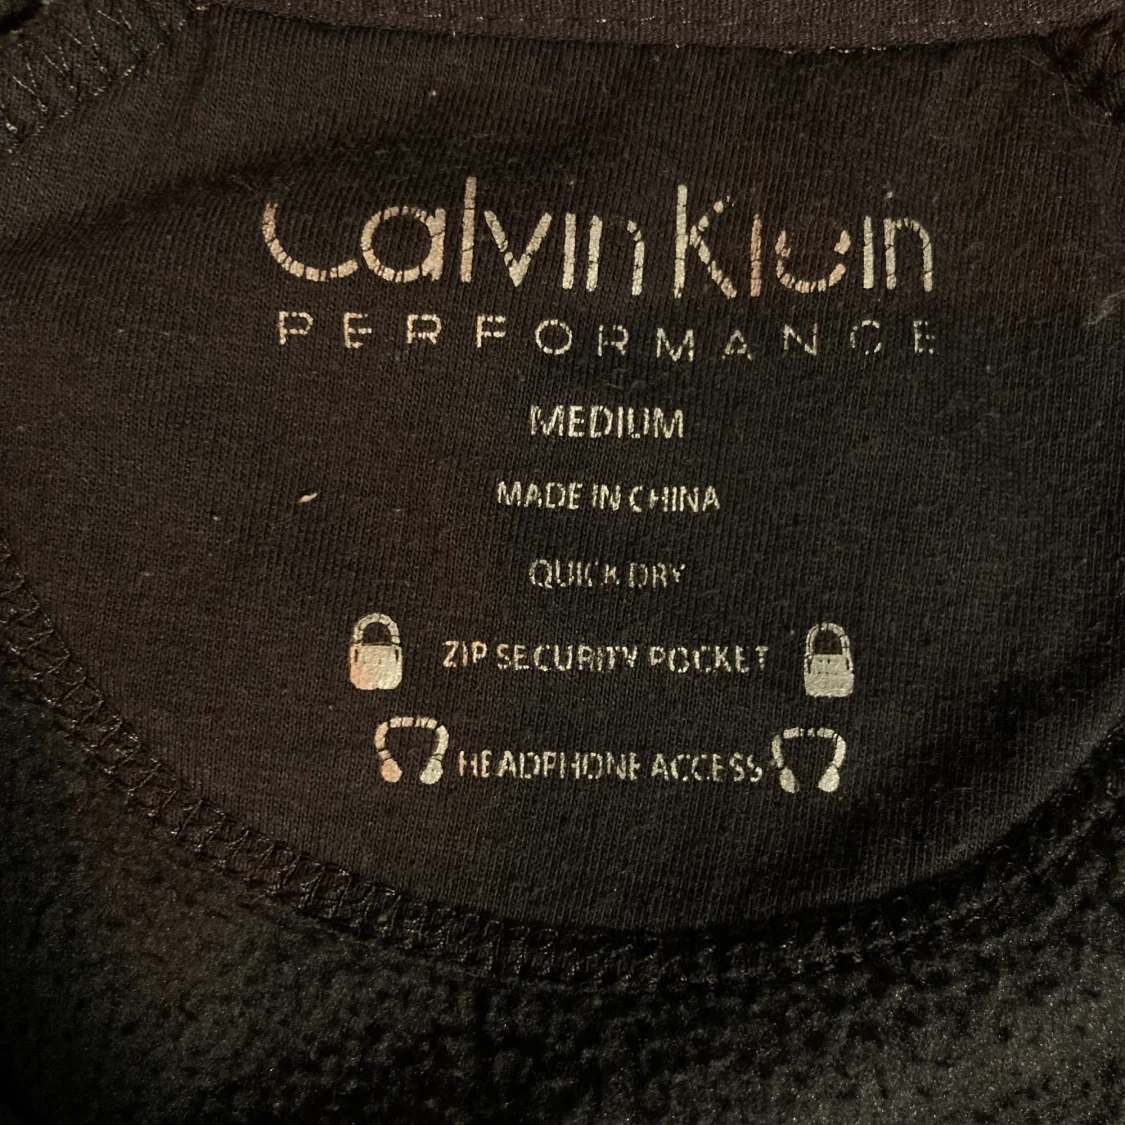 Calvin Klein
PERFORMANCE
MEDIUM
MADE IN CHINA
QUICK DRY
ZIP SECURITY POCKET
HEADPHONE ACCESS